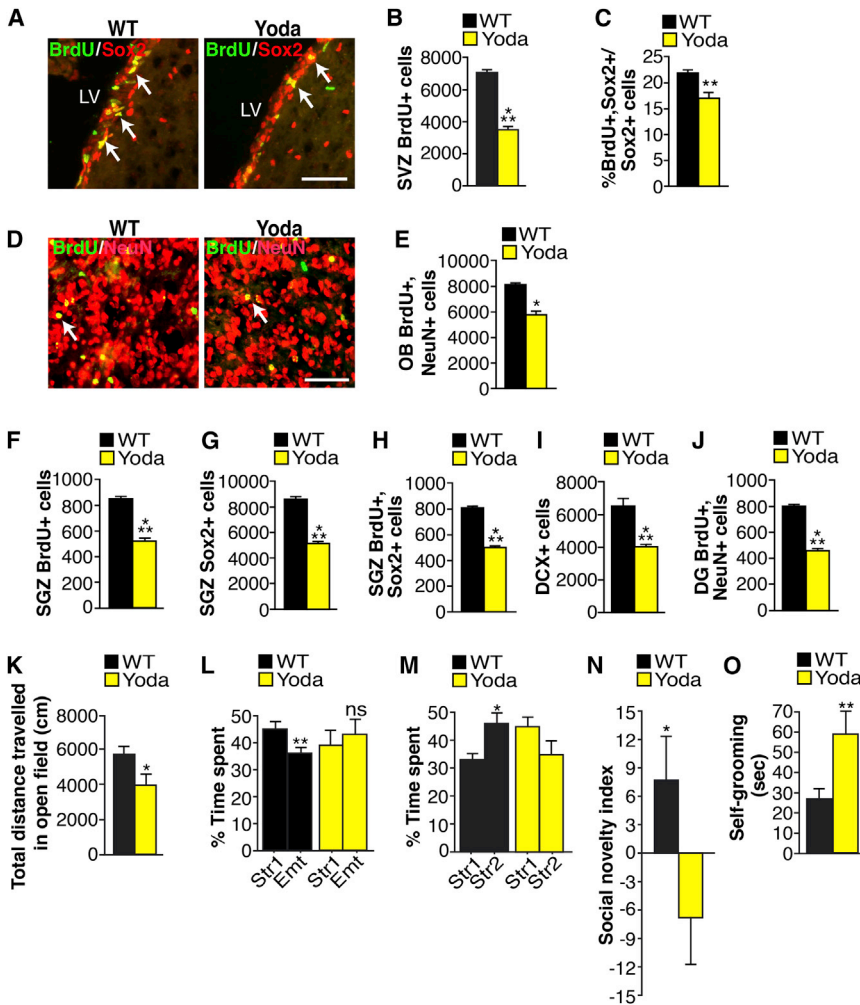 A
WT
Yoda
BrdU/Sox2
BrdU/Sox2
LV
LV
B
WT
Yoda
SVZ BrdU+ cells
8000
6000
4000
2000
0
*
**
C
WT
Yoda
%BrdU+,Sox2+/
Sox2+ cells
25
20
15
10
5
0
**
D
WT
Yoda
BrdU/NeuN
BrdU/NeuN
E
WT
Yoda
OB BrdU+,
NeuN+ cells
10000
8000
6000
4000
2000
0
*
F
WT
Yoda
SGZ BrdU+ cells
1000
800
600
400
200
0
*
**
G
WT
Yoda
SGZ Sox2+ cells
10000
8000
6000
4000
2000
0
*
**
H
WT
Yoda
SGZ BrdU+,
Sox2+ cells
1000
800
600
400
200
0
*
**
I
WT
Yoda
DCX+ cells
8000
6000
4000
2000
0
*
**
J
WT
Yoda
DG BrdU+,
NeuN+ cells
1000
800
600
400
200
0
*
**
K
WT
Yoda
Total distance travelled
in open field (cm)
8000
6000
4000
2000
0
*
L
WT
Yoda
% Time spent
50
40
30
20
10
0
**
ns
Str1
Emt
Str1
Emt
M
WT
Yoda
% Time spent
50
40
30
20
10
0
*
Str1
Str2
Str1
Str2
N
WT
Yoda
Social novelty index
15
12
9
6
3
0
-3
-6
-9
-12
-15
*
O
WT
Yoda
Self-grooming
(sec)
70
60
50
40
30
20
10
0
**